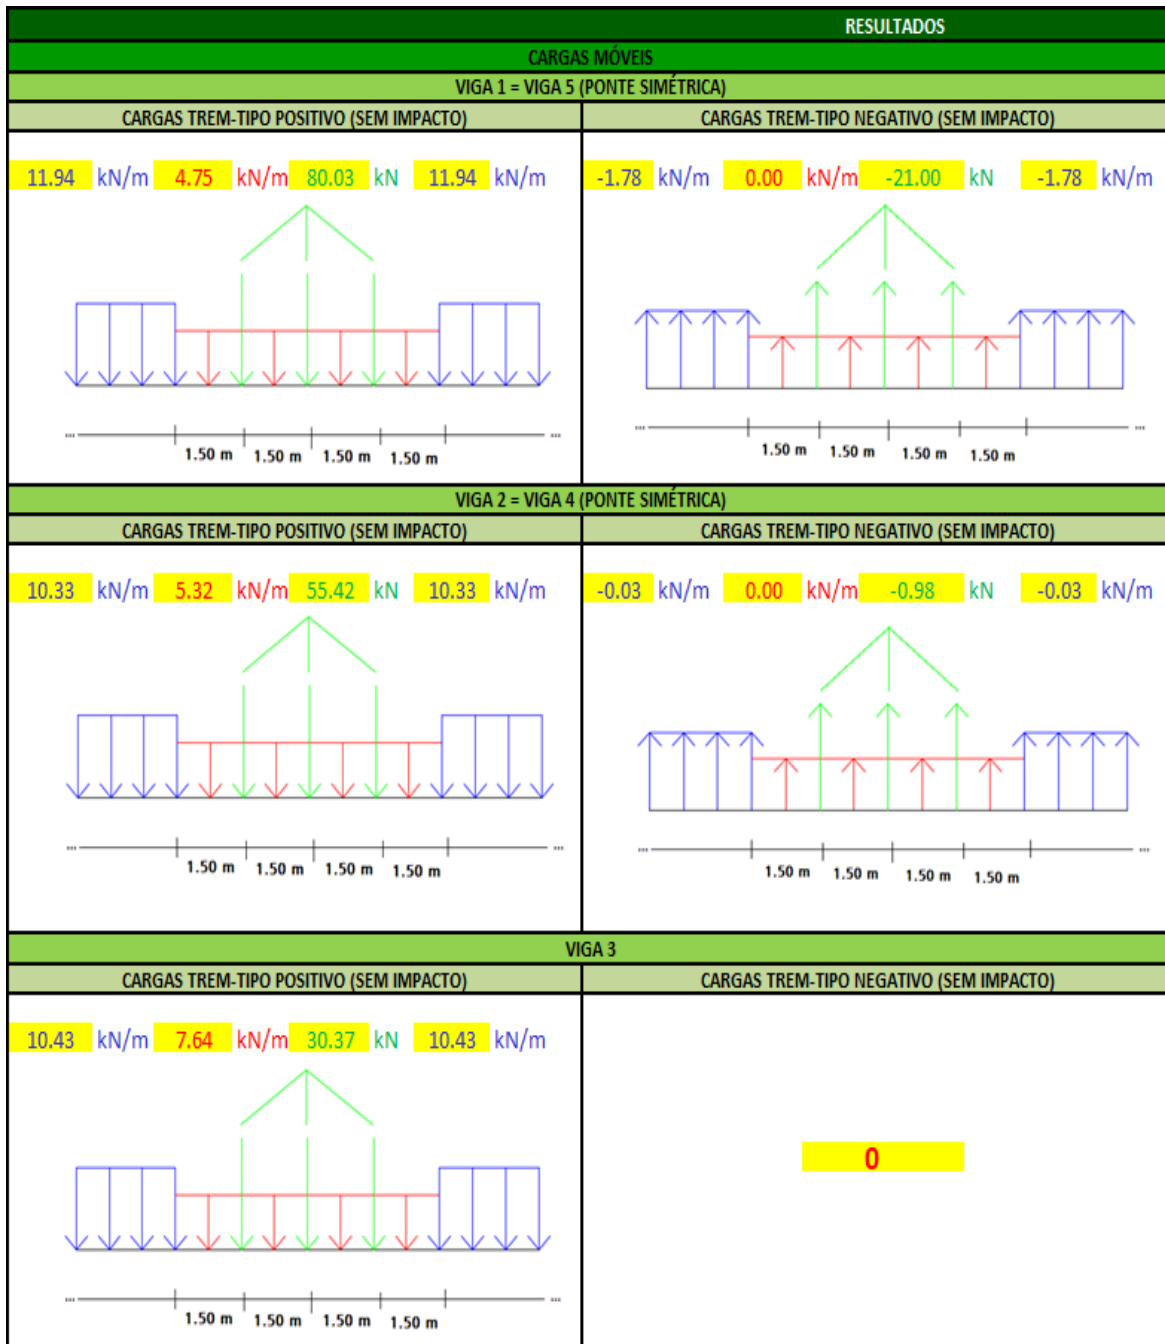 RESULTADOS
CARGAS MÓVEIS
VIGA 1 = VIGA 5 (PONTE SIMÉTRICA)
CARGAS TREM-TIPO POSITIVO (SEM IMPACTO) CARGAS TREM-TIPO NEGATIVO (SEM IMPACTO)
11.94 kN/m 4.75 kN/m 80.03 kN 11.94 kN/m -1.78 kN/m 0.00 kN/m -21.00 kN -1.78 kN/m
... ... ... ...
1.50 m 1.50 m 1.50 m 1.50 m 1.50 m 1.50 m 1.50 m 1.50 m
VIGA 2 = VIGA 4 (PONTE SIMÉTRICA)
CARGAS TREM-TIPO POSITIVO (SEM IMPACTO) CARGAS TREM-TIPO NEGATIVO (SEM IMPACTO)
10.33 kN/m 5.32 kN/m 55.42 kN 10.33 kN/m -0.03 kN/m 0.00 kN/m -0.98 kN -0.03 kN/m
... ... ... ...
1.50 m 1.50 m 1.50 m 1.50 m 1.50 m 1.50 m 1.50 m 1.50 m
VIGA 3
CARGAS TREM-TIPO POSITIVO (SEM IMPACTO) CARGAS TREM-TIPO NEGATIVO (SEM IMPACTO)
10.43 kN/m 7.64 kN/m 30.37 kN 10.43 kN/m
0
... ...
1.50 m 1.50 m 1.50 m 1.50 m